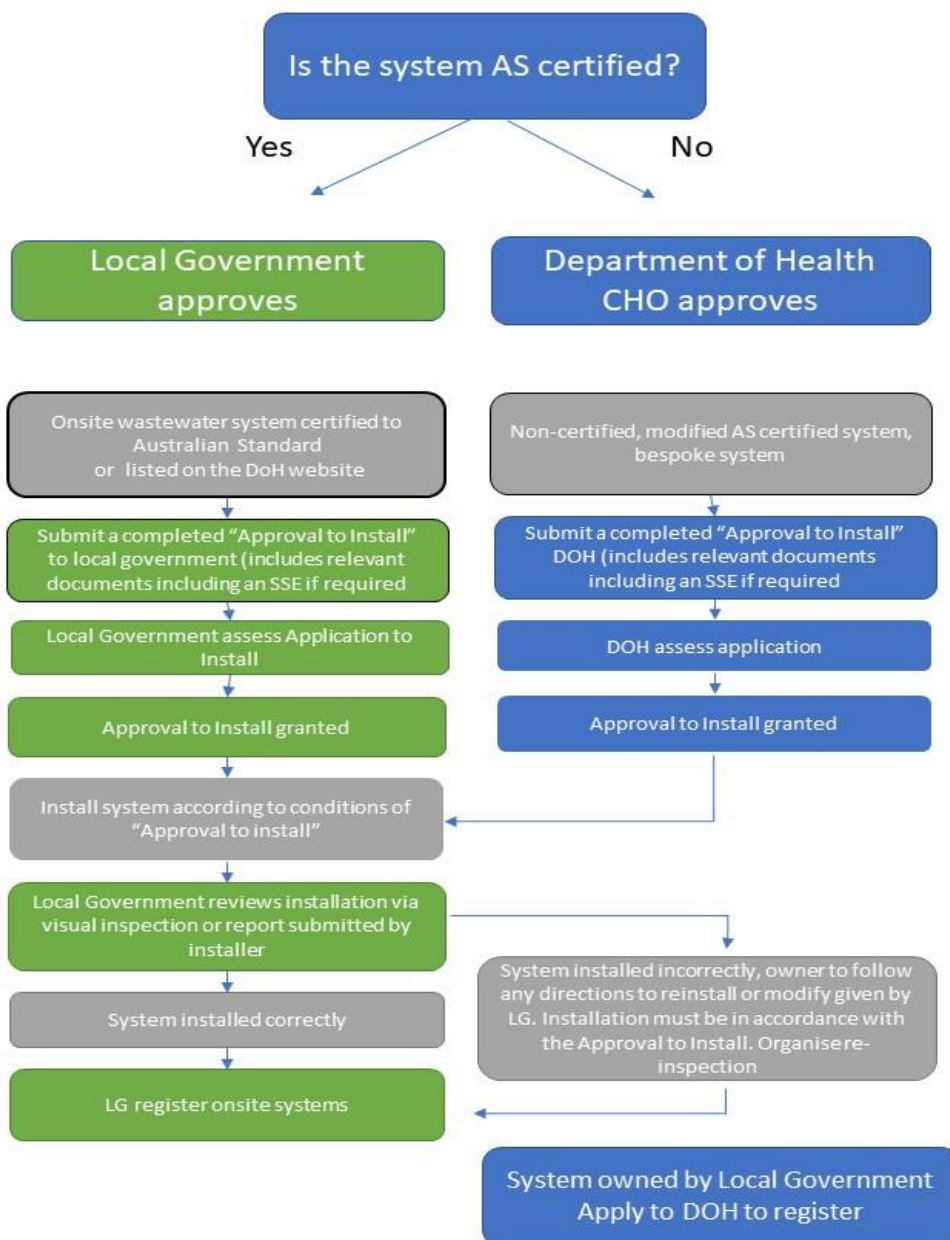 Is the system AS certified?
Yes
No
Local Government
approves
Department of Health
CHO approves
Onsite wastewater system certified to
Australian Standard
or listed on the DoH website
Non-certified, modified AS certified system,
bespoke system
Submit a completed “Approval to Install”
to local government (includes relevant
documents including an SSE if required
Submit a completed “Approval to Install”
DOH (includes relevant documents
including an SSE if required
Local Government assess Application to
Install
DOH assess application
Approval to Install granted
Approval to Install granted
Install system according to conditions of
“Approval to install”
Local Government reviews installation via
visual inspection or report submitted by
installer
System installed incorrectly, owner to follow
any directions to reinstall or modify given by
LG. Installation must be in accordance with
the Approval to Install. Organise re-
inspection
System installed correctly
LG register onsite systems
System owned by Local Government
Apply to DOH to register